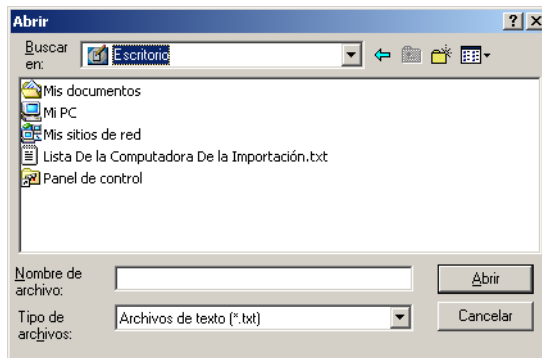 Abrir
Buscar
en:
Escritorio
Mis documentos
Mi PC
Mis sitios de red
Lista De la Computadora De la Importación.txt
Panel de control
Nombre de
archivo:
Abrir
Tipo de
archivos:
Archivos de texto (*.txt)
Cancelar